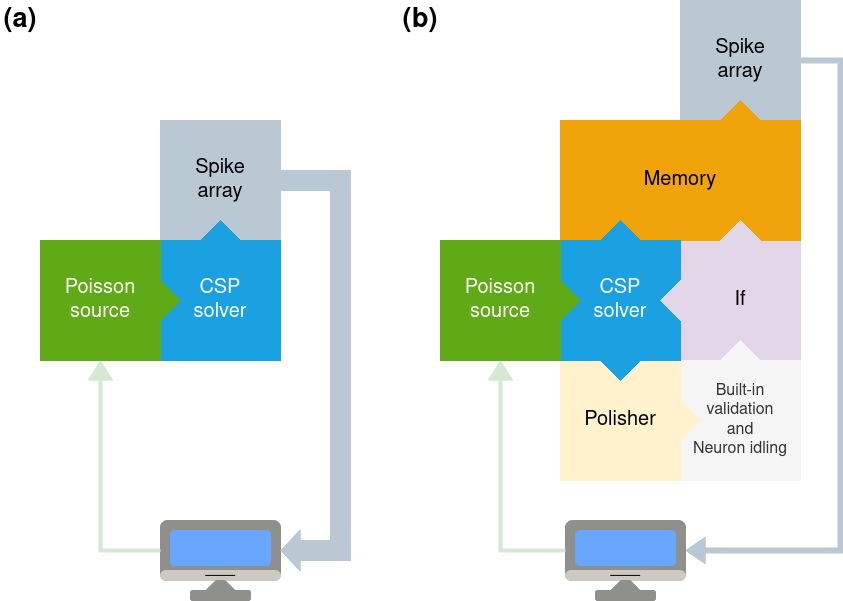 (a)
Spike
array
Poisson
source
CSP
solver
(b)
Spike
array
Memory
Poisson
source
CSP
solver
If
Polisher
Built-in
validation
and
Neuron idling